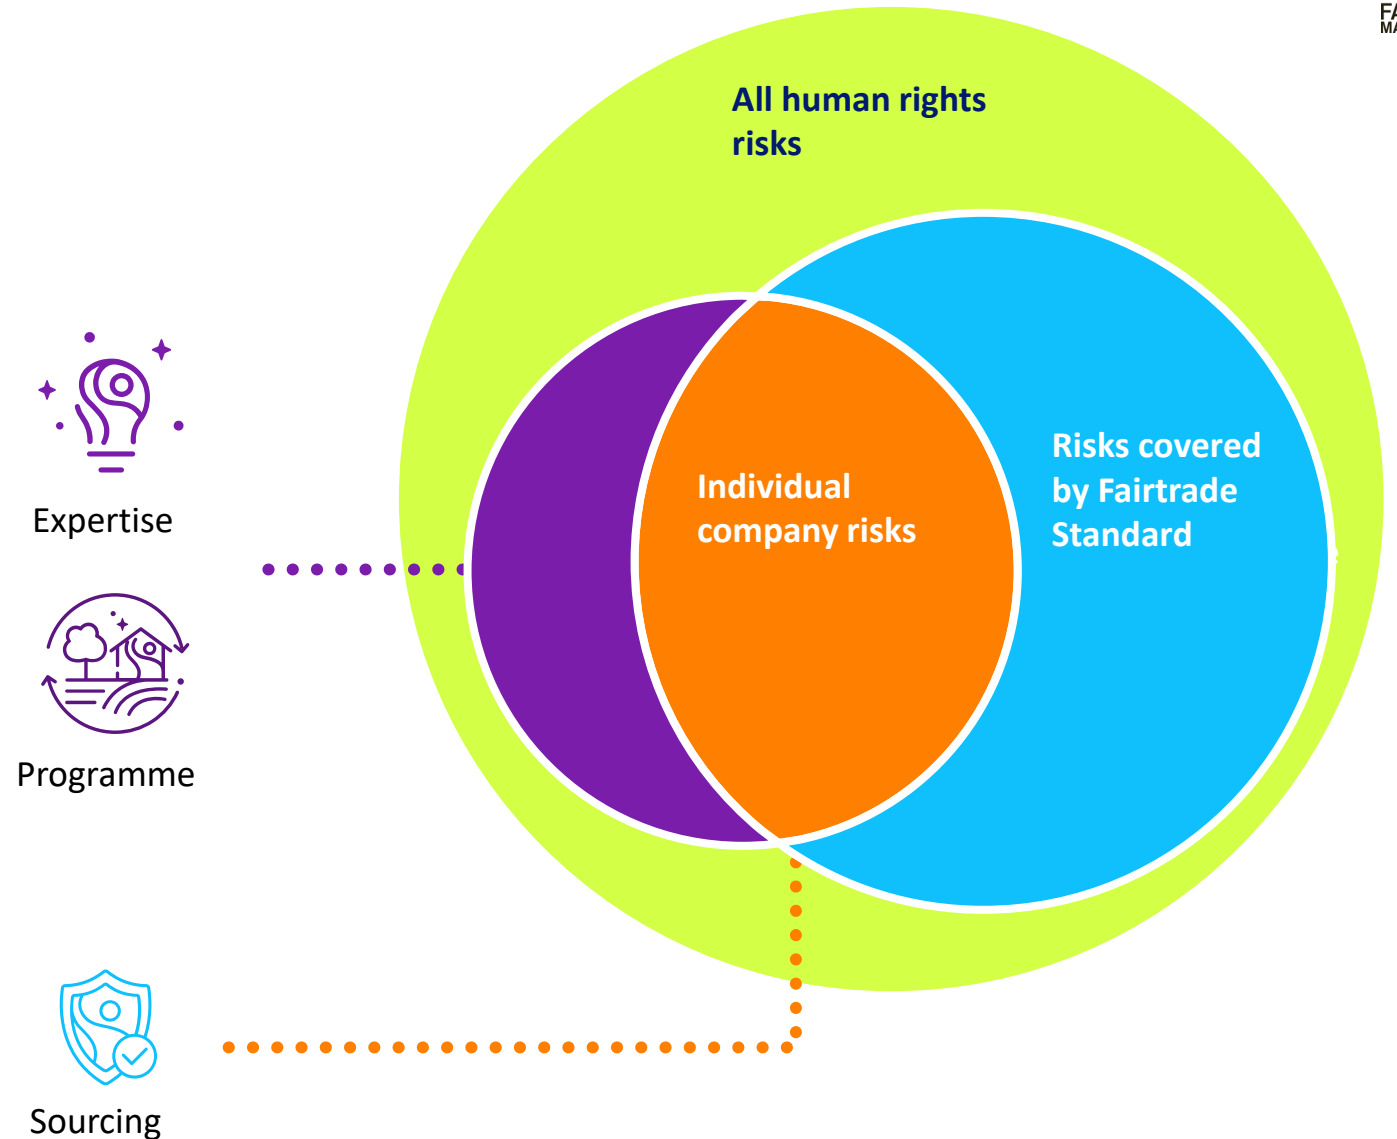 All human rights
risks
Risks covered
by Fairtrade
Standard
Individual
company risks
Expertise
Programme
Sourcing